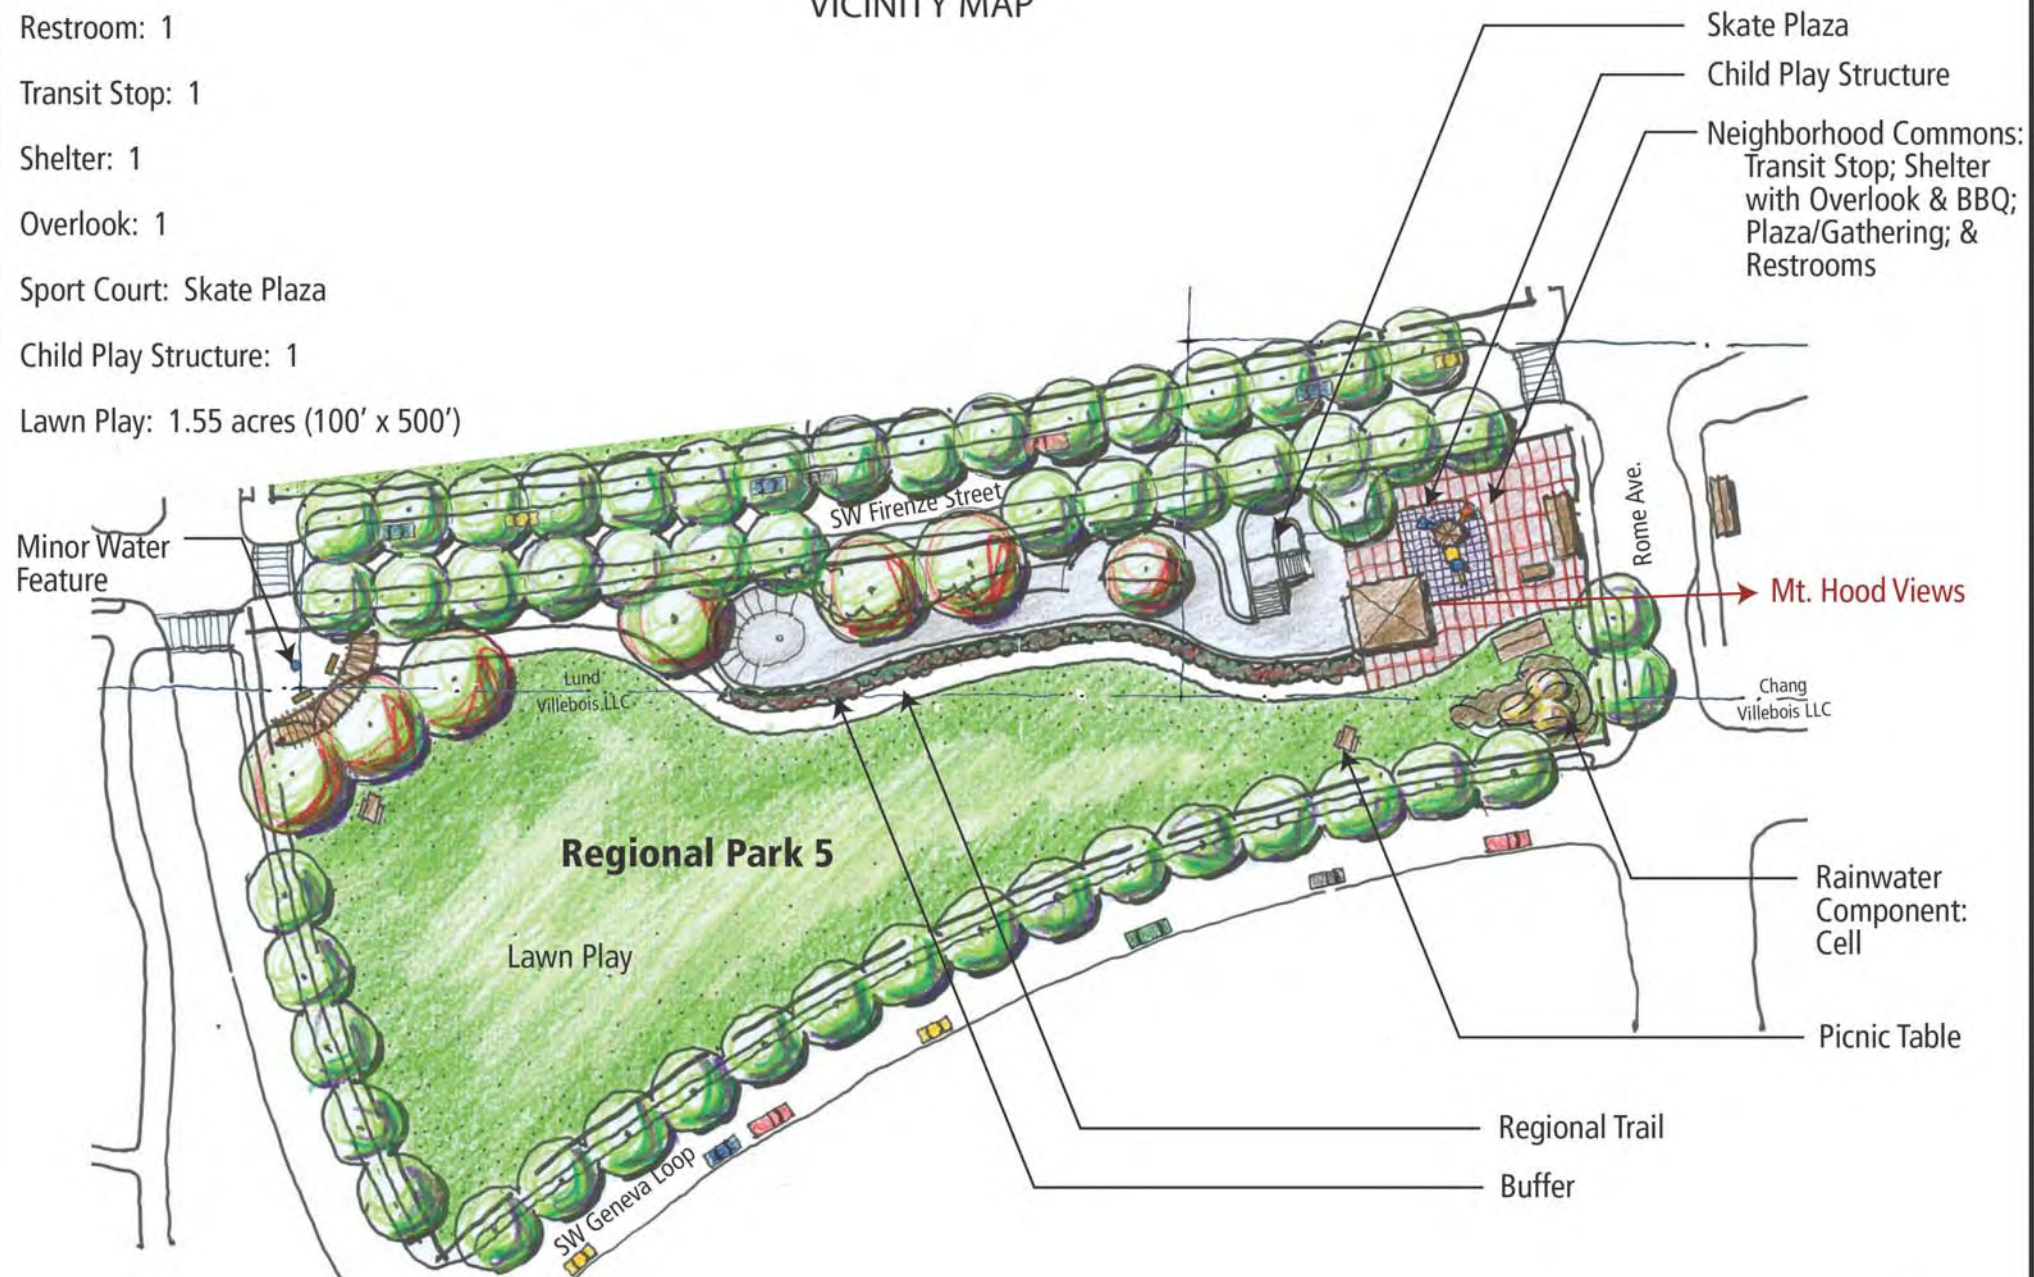 VICINITY MAP
Restroom: 1
Transit Stop: 1
Shelter: 1
Overlook: 1
Sport Court: Skate Plaza
Child Play Structure: 1
Lawn Play: 1.55 acres (100' x 500')
Skate Plaza
Child Play Structure
Neighborhood Commons:
Transit Stop; Shelter
with Overlook & BBQ;
Plaza/Gathering; &
Restrooms
SW Firenze Street
Rome Ave.
Minor Water
Feature
Mt. Hood Views
Lund
Villebois LLC
Chang
Villebois LLC
Regional Park 5
Lawn Play
Rainwater
Component:
Cell
Picnic Table
Regional Trail
Buffer
SW Geneva Loop